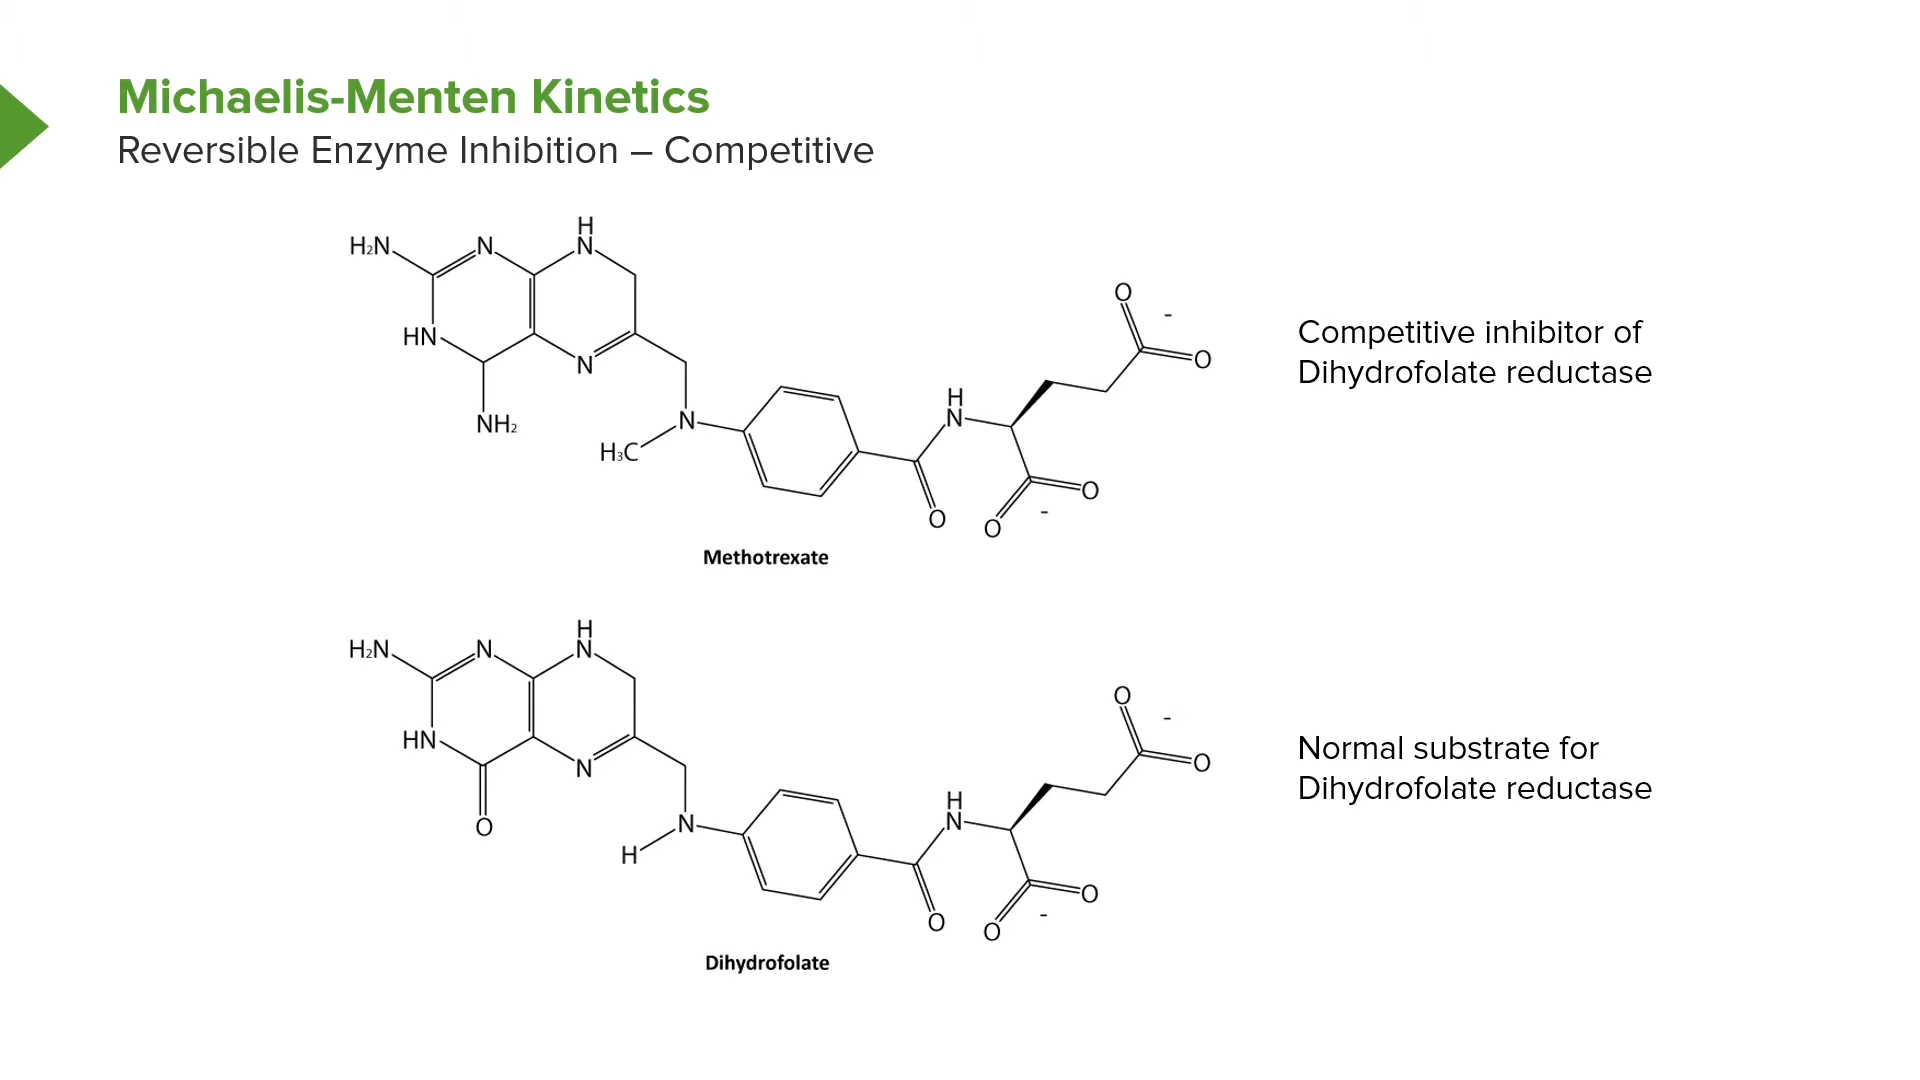 Michaelis-Menten Kinetics
Reversible Enzyme Inhibition – Competitive
H
H₂N N N
O
-
HN
O
N
H
NH₂
N
N
H₃C
O
O
-
O
Methotrexate
Competitive inhibitor of
Dihydrofolate reductase
H
H₂N N N
O
-
HN
O
N
H
N
O
N
H
O
O
-
O
Dihydrofolate
Normal substrate for
Dihydrofolate reductase